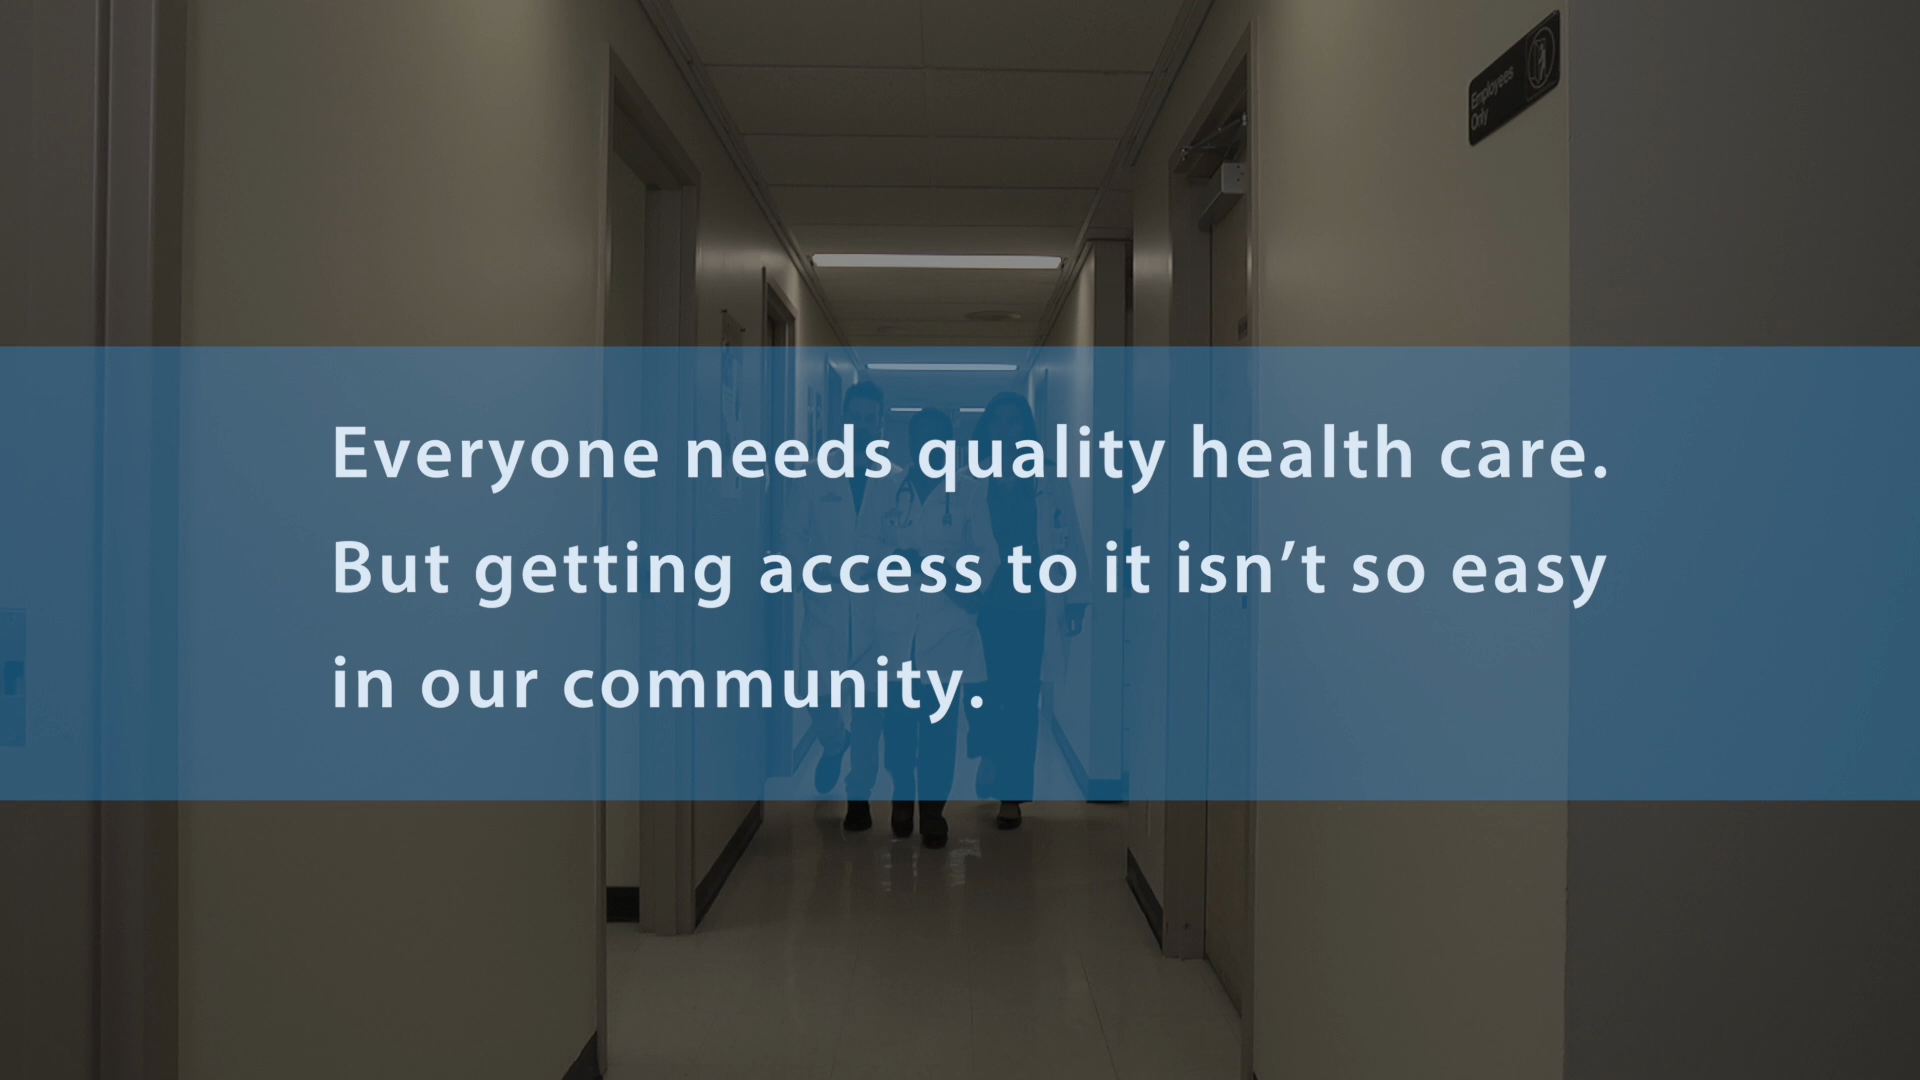 Employees
Only
Everyone needs quality health care.
But getting access to it isn’t so easy
in our community.